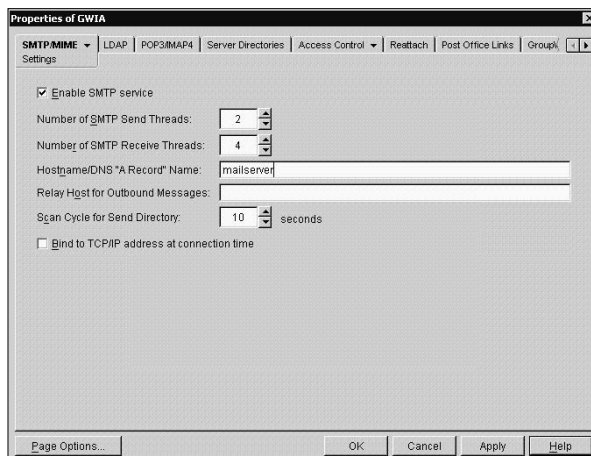 Properties of GWIA
SMTP/MIME LDAP POP3/IMAP4 Server Directories Access Control Reattach Post Office Links GroupW
Settings
Enable SMTP service
Number of SMTP Send Threads: 2
Number of SMTP Receive Threads: 4
Hostname/DNS "A Record" Name: mailserver
Relay Host for Outbound Messages:
Scan Cycle for Send Directory: 10 seconds
Bind to TCP/IP address at connection time
Page Options... OK Cancel Apply Help